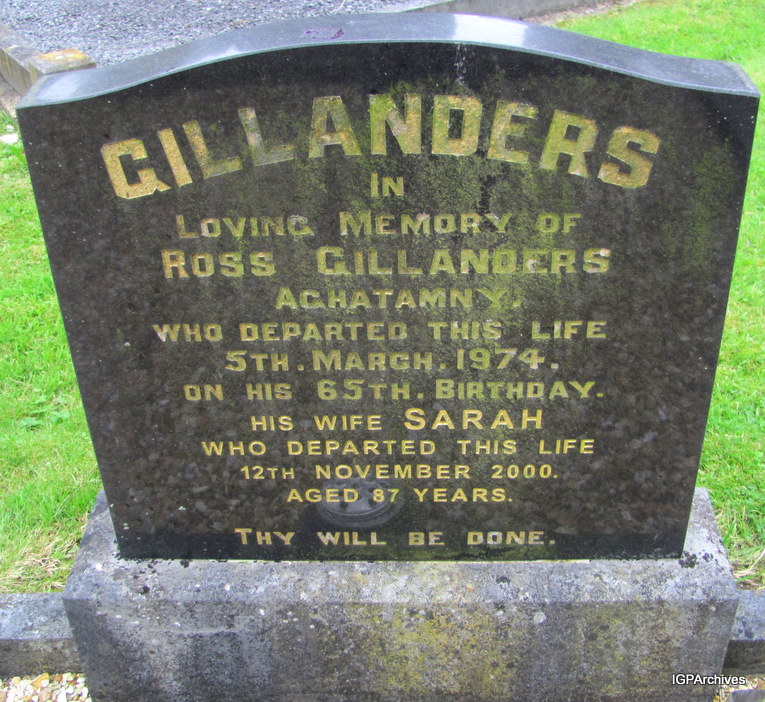 GILLANDERS
IN
LOVING MEMORY OF
ROSS GILLANDERS
AGHATAMNY.
WHO DEPARTED THIS LIFE
5TH. MARCH. 1974.
ON HIS 65TH. BIRTHDAY.
HIS WIFE SARAH
WHO DEPARTED THIS LIFE
12TH NOVEMBER 2000.
AGED 87 YEARS.
THY WILL BE DONE.
IGPArchives